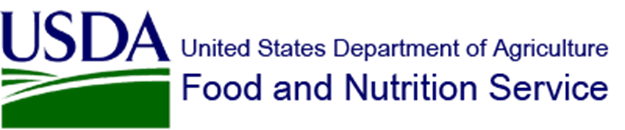 USDA
United States Department of Agriculture
Food and Nutrition Service